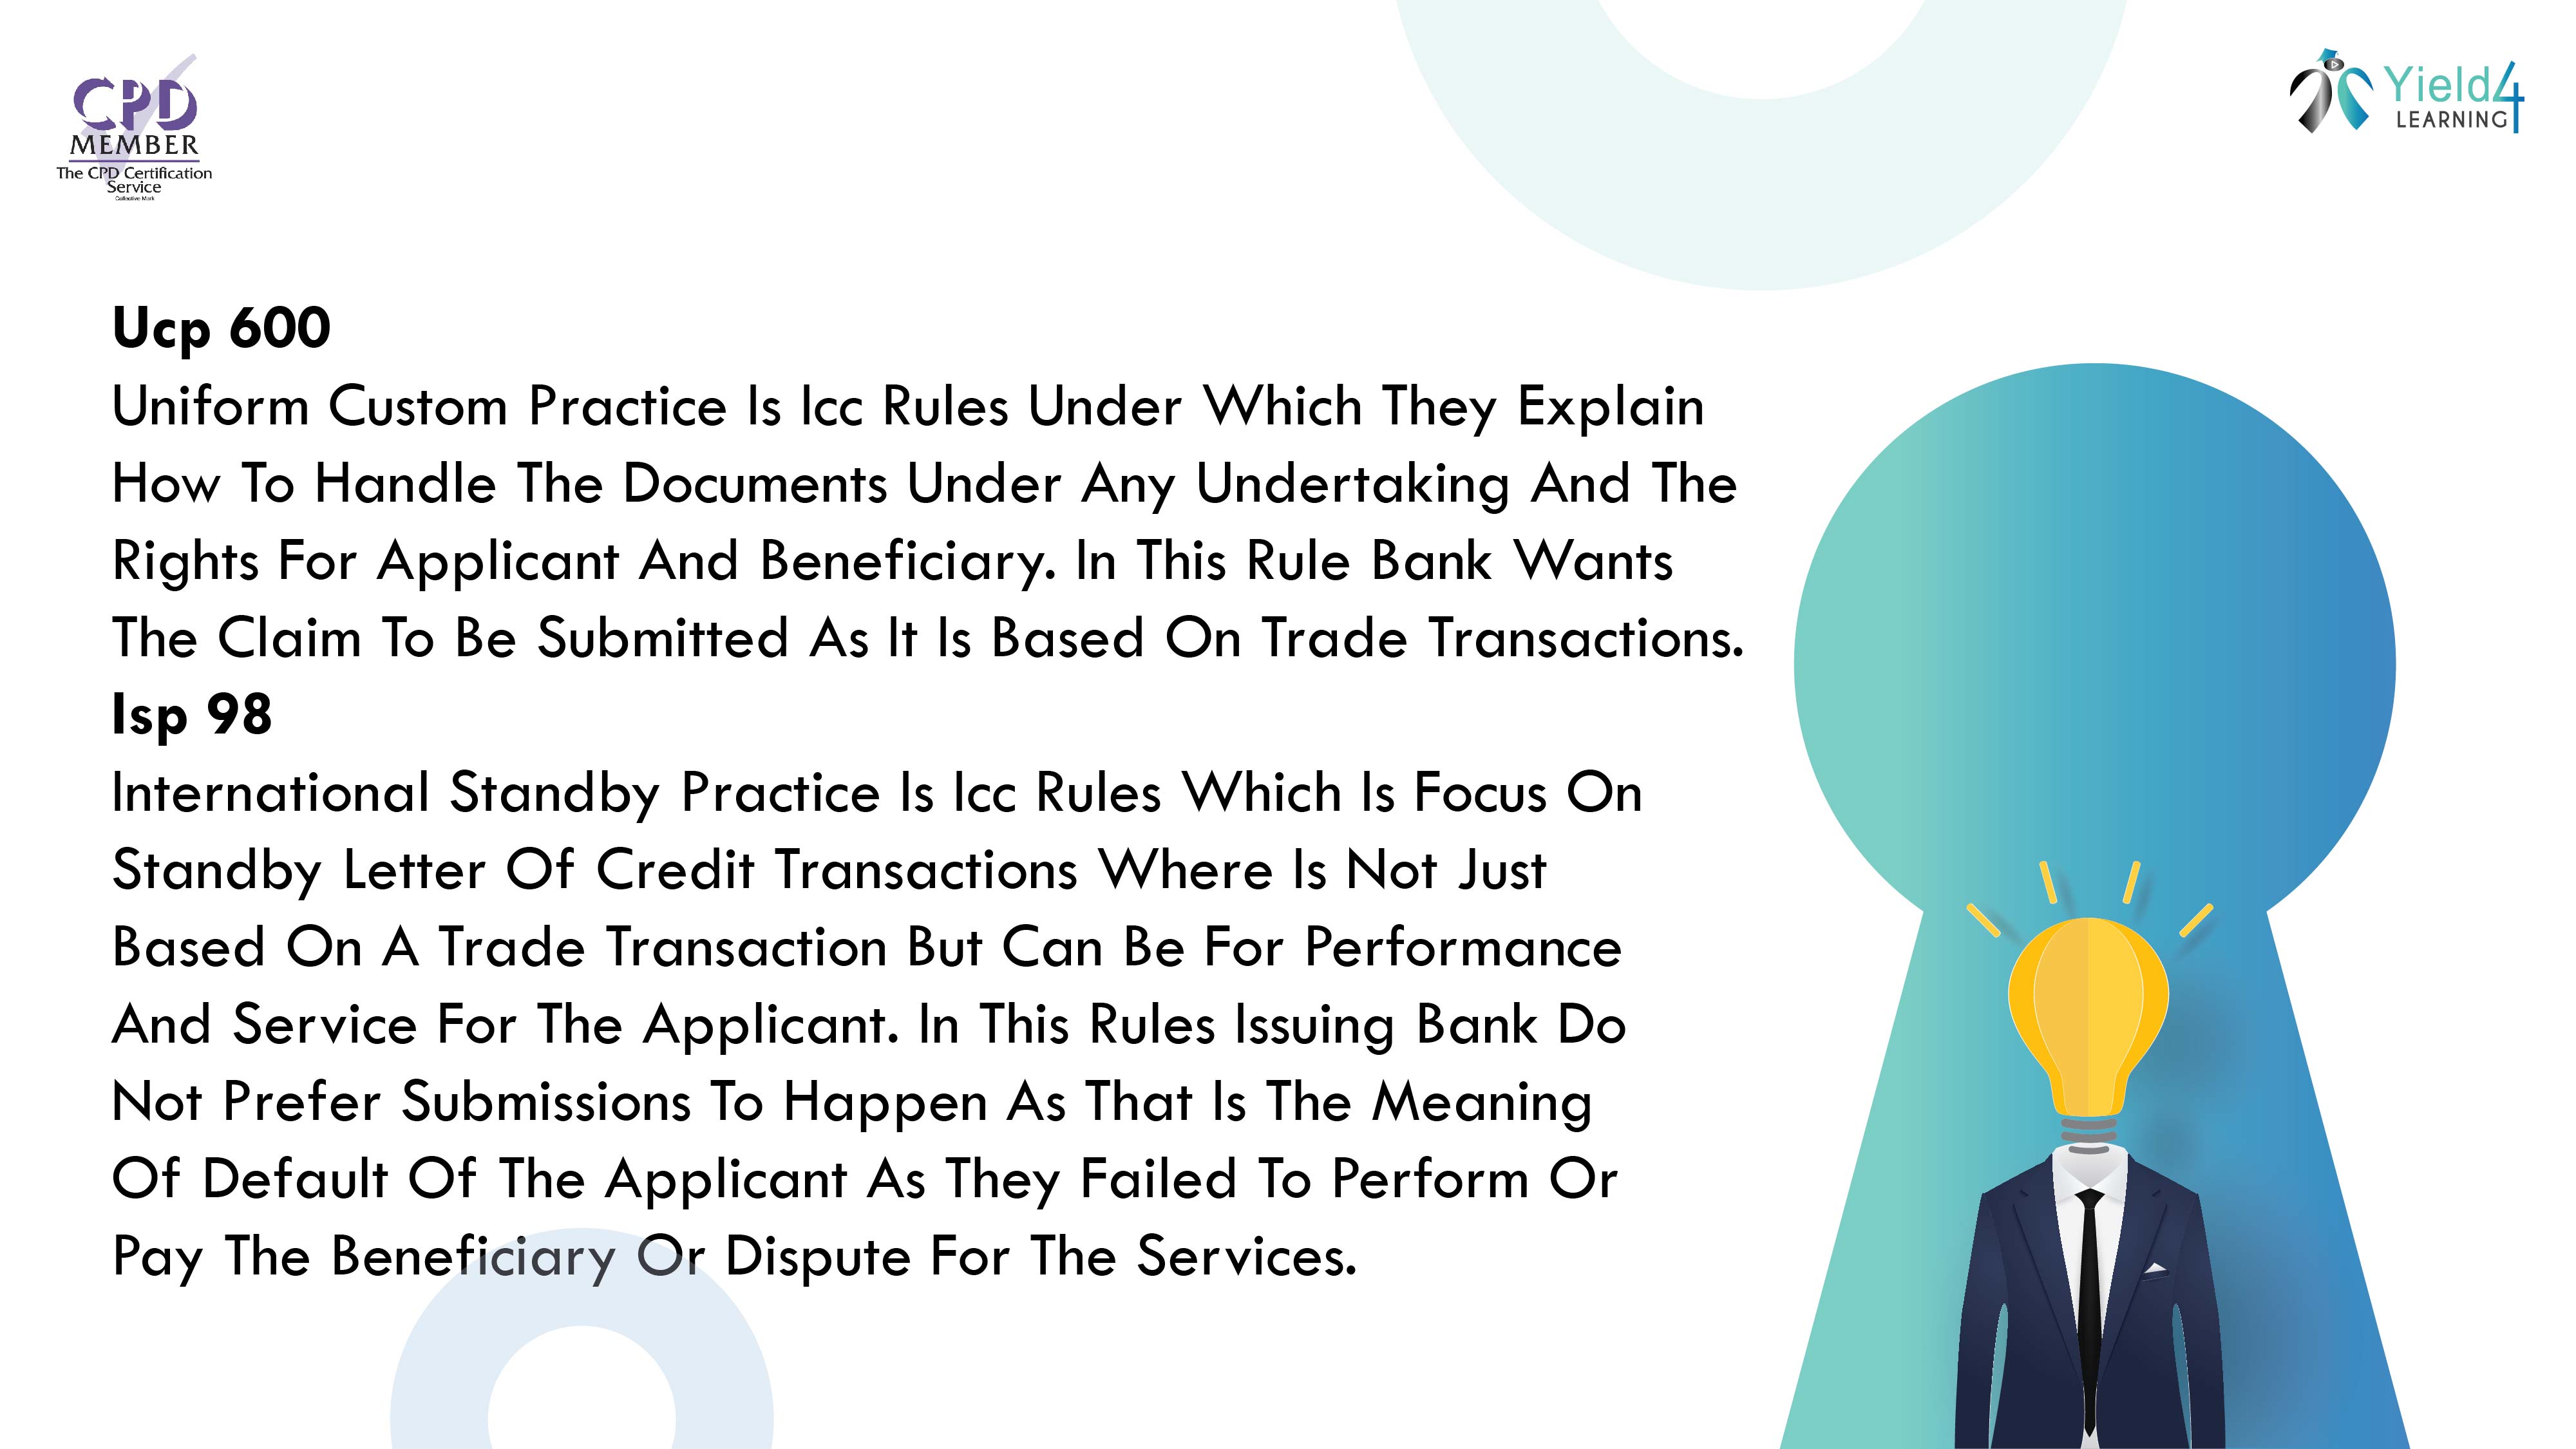 CPD
MEMBER
The CPD Certification
Service
Collective Mark
Yield4
LEARNING
Ucp 600
Uniform Custom Practice Is Icc Rules Under Which They Explain
How To Handle The Documents Under Any Undertaking And The
Rights For Applicant And Beneficiary. In This Rule Bank Wants
The Claim To Be Submitted As It Is Based On Trade Transactions.
Isp 98
International Standby Practice Is Icc Rules Which Is Focus On
Standby Letter Of Credit Transactions Where Is Not Just
Based On A Trade Transaction But Can Be For Performance
And Service For The Applicant. In This Rules Issuing Bank Do
Not Prefer Submissions To Happen As That Is The Meaning
Of Default Of The Applicant As They Failed To Perform Or
Pay The Beneficiary Or Dispute For The Services.